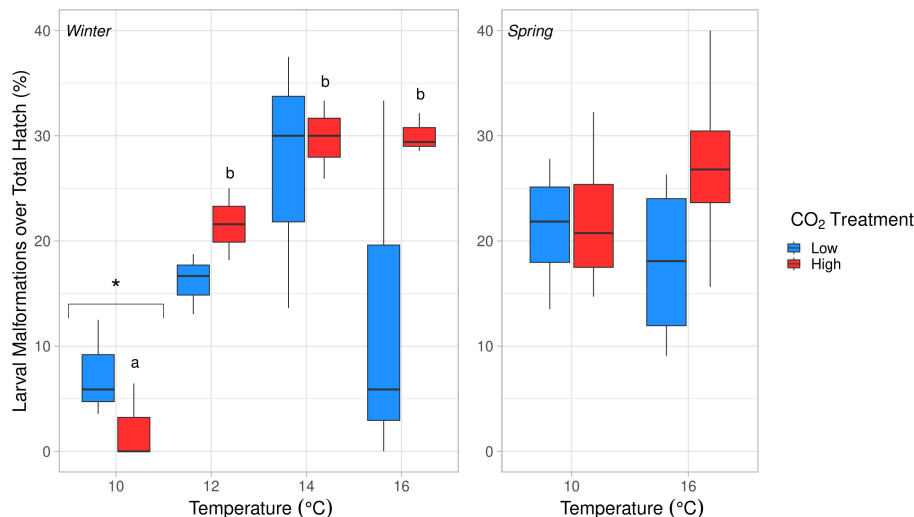 Winter
Spring
Larval Malformations over Total Hatch (%)
40
30
20
10
0
*
a
b
b
b
10
12
14
16
Temperature (°C)
40
30
20
10
0
10
16
Temperature (°C)
CO₂ Treatment
Low
High